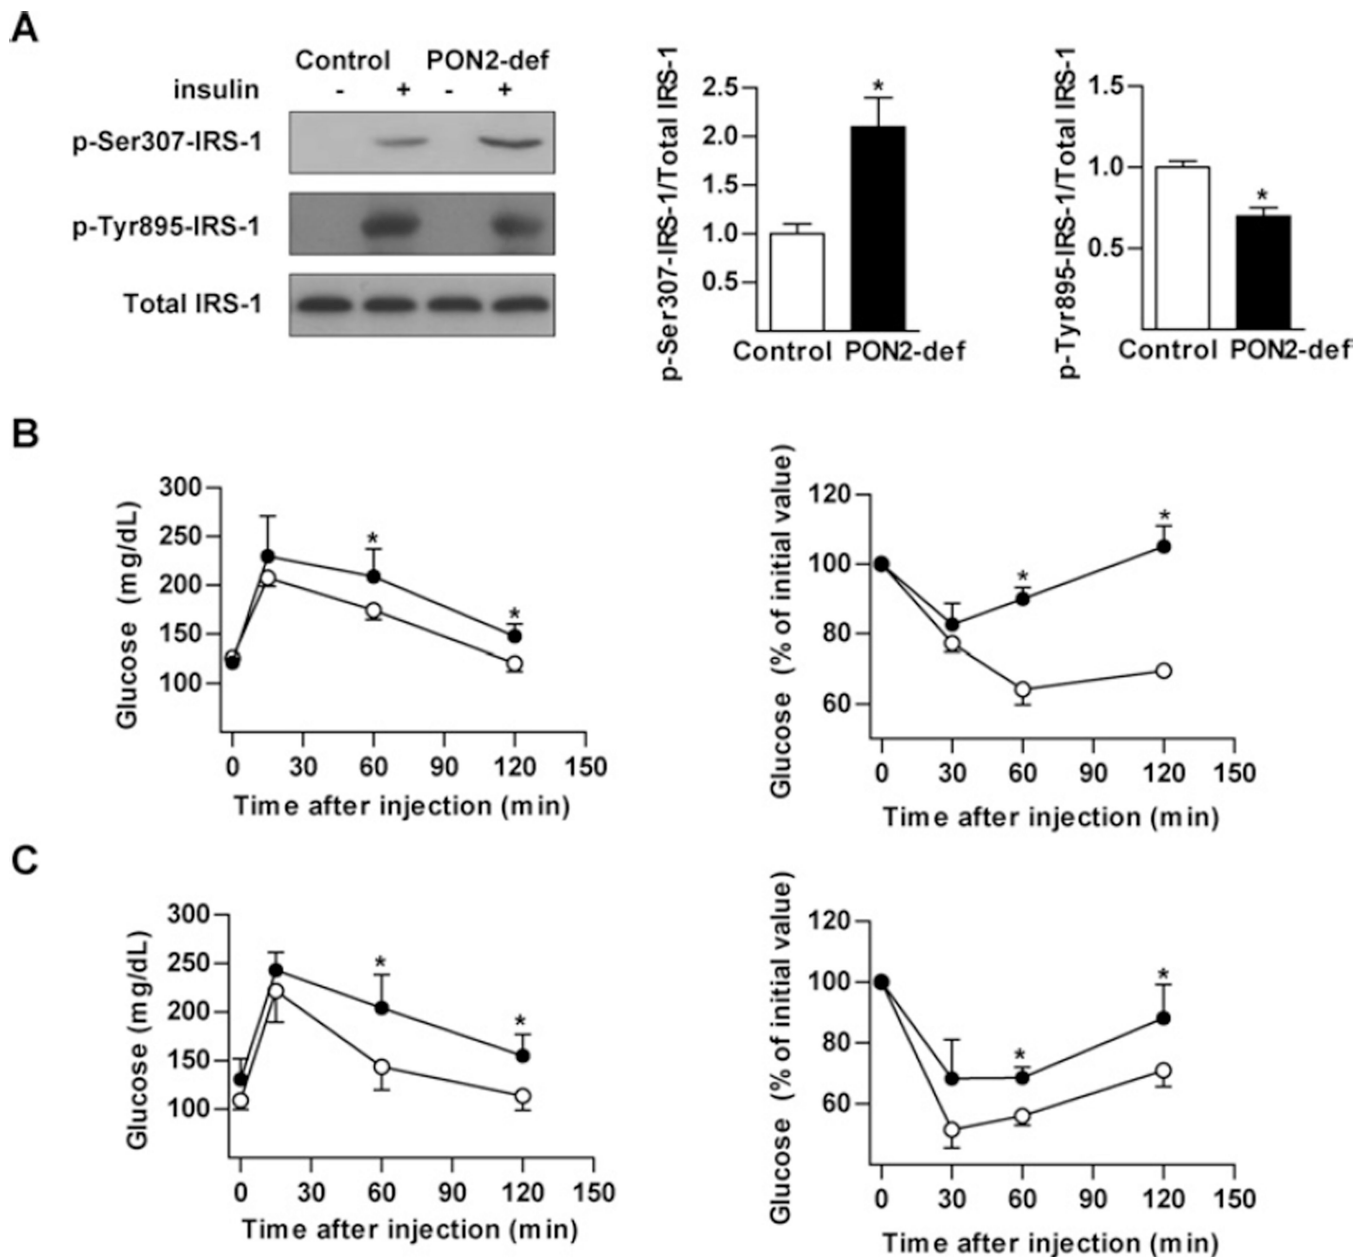 A
Control PON2-def
insulin - + - +
p-Ser307-IRS-1
p-Tyr895-IRS-1
Total IRS-1
p-Ser307-IRS-1/Total IRS-1
2.5
2.0
1.5
1.0
0.5
*
Control PON2-def
p-Tyr895-IRS-1/Total IRS-1
1.5
1.0
0.5
*
Control PON2-def
B
Glucose (mg/dL)
300
250
200
150
100
*
*
0 30 60 90 120 150
Time after injection (min)
Glucose (% of initial value)
120
100
80
60
*
*
0 30 60 90 120 150
Time after injection (min)
C
Glucose (mg/dL)
300
250
200
150
100
*
*
0 30 60 90 120 150
Time after injection (min)
Glucose (% of initial value)
120
100
80
60
*
*
0 30 60 90 120 150
Time after injection (min)